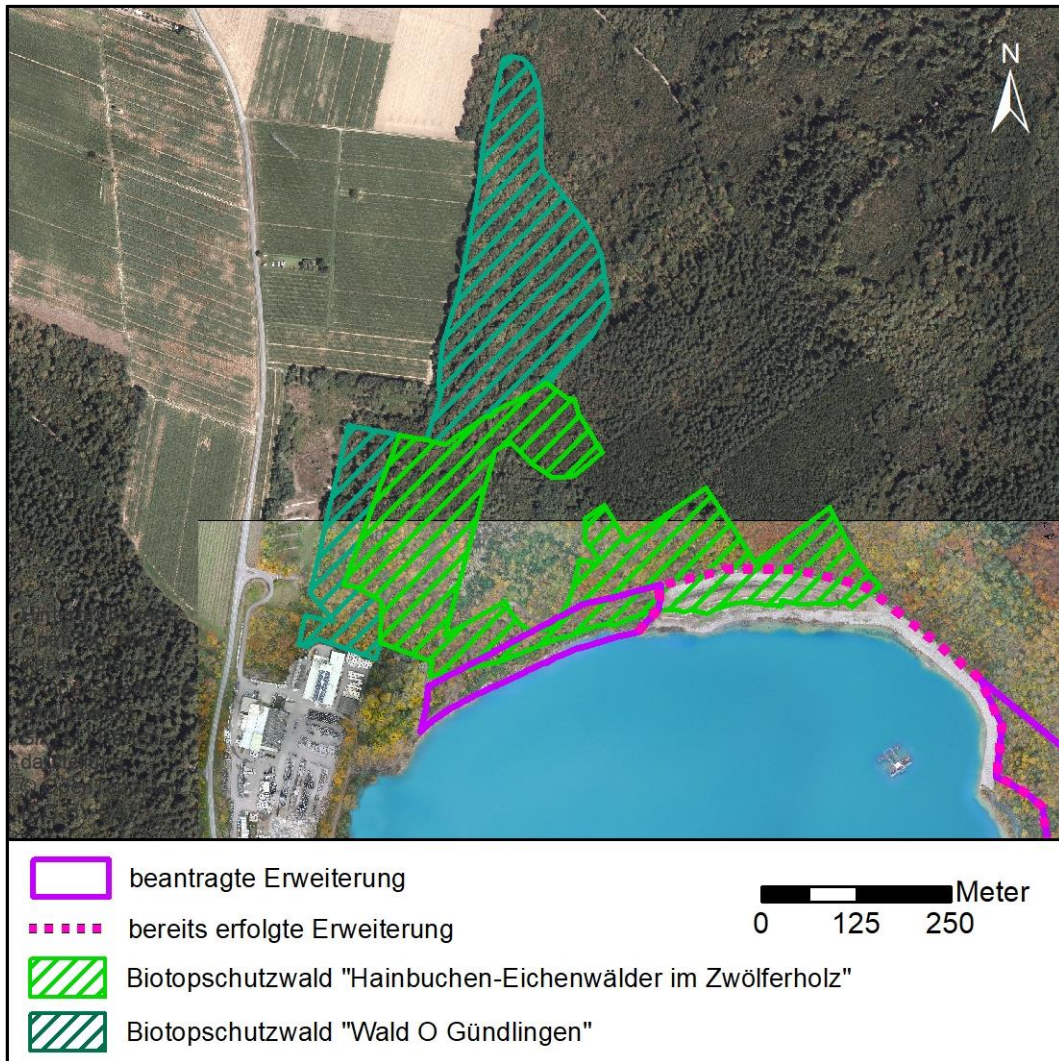 N
beantragte Erweiterung
bereits erfolgte Erweiterung
Biotopschutzwald "Hainbuchen-Eichenwälder im Zwölferholz"
Biotopschutzwald "Wald O Gündlingen"
Meter
0 125 250